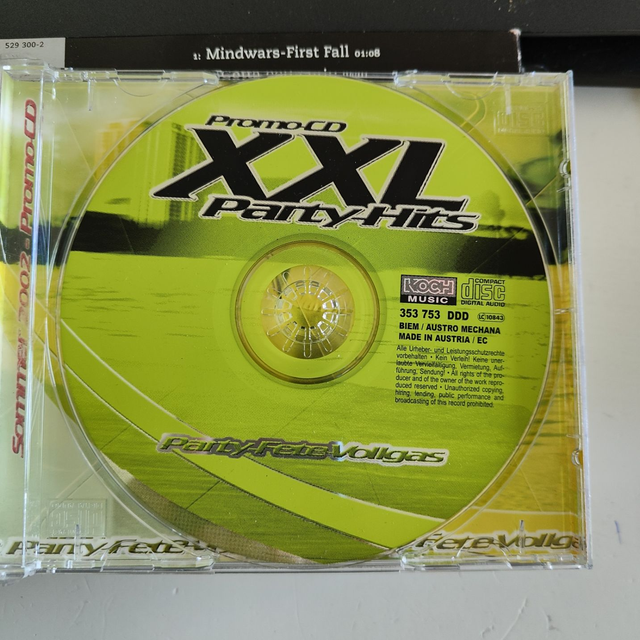 529 300-2
1: Mindwars-First Fall 01:08
Promo-CD
XXL
Party-Hits
KOCH
MUSIC
COMPACT
disc
DIGITAL AUDIO
353 753 DDD
LC 10843
BIEM / AUSTRO MECHANA
MADE IN AUSTRIA / EC
Alle Urheber- und Leistungsschutzrechte
vorbehalten • Kein Verleih! Keine uner-
laubte Vervielfältigung, Vermietung, Auf-
führung, Sendung! • All rights of the pro-
ducer and of the owner of the work repro-
duced reserved • Unauthorized copying,
hiring, lending, public performance and
broadcasting of this record prohibited.
Party-Fete-Vollgas
Sommer 2002 Promo-CD
Party-Fete
Fete-Vollgas